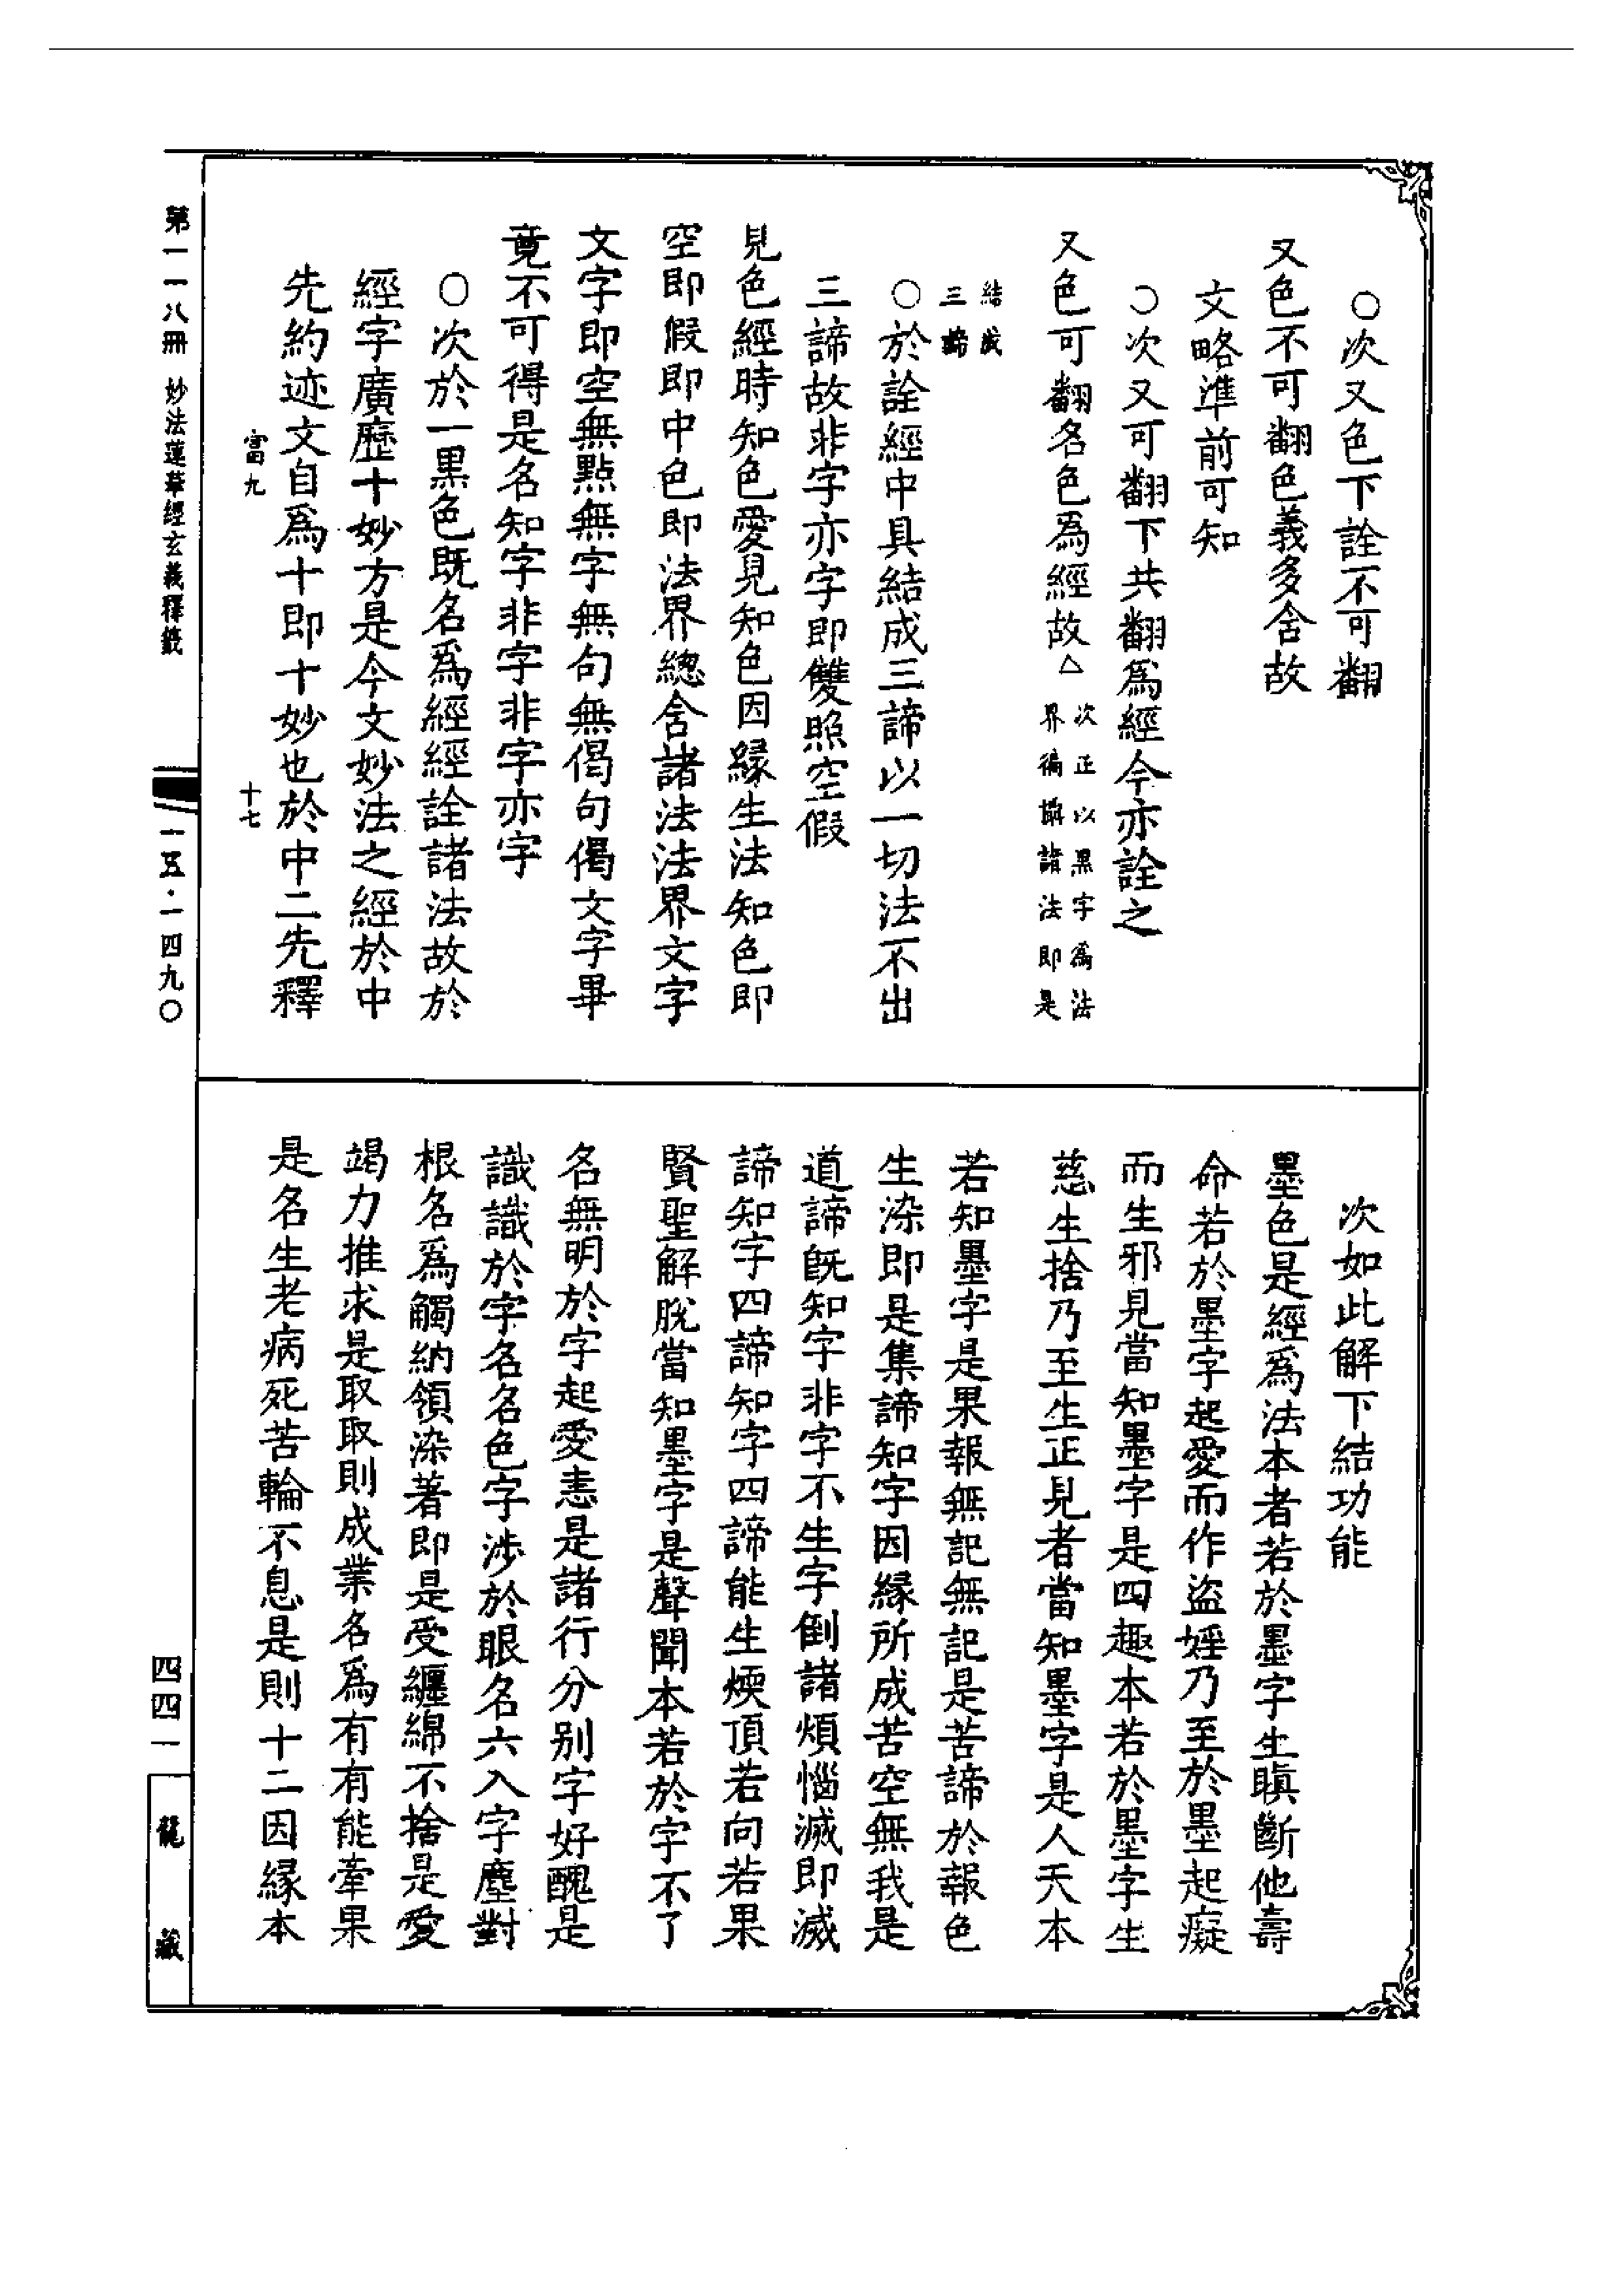 ○次又色下詮不可翻
又色不可翻色義多含故
文略準前可知
○次又可翻下共翻爲經今亦詮之
又色可翻名色爲經故△次正以黑字爲法界徧攝諸法即是
結成三諦
○於詮經中具結成三諦以一切法不出
三諦故非字亦字即雙照空假
見色經時知色愛見知色因緣生法知色即
空即假即中色即法界總含諸法法界文字
文字即空無點無字無句無偈句偈文字畢
竟不可得是名知字非字非字亦字
○次於一黑色既名爲經經詮諸法故於
經字廣歷十妙方是今文妙法之經於中
先約迹文自爲十即十妙也於中二先釋
富九 十七
次如此解下結功能
墨色是經爲法本者若於墨字生瞋斷他壽
命若於墨字起愛而作盜婬乃至於墨起癡
而生邪見當知墨字是四趣本若於墨字生
慈生捨乃至生正見者當知墨字是人天本
若知墨字是果報無記無記是苦諦於報色
生染即是集諦知字因緣所成苦空無我是
道諦旣知字非字不生字倒諸煩惱滅即滅
諦知字四諦知字四諦能生煗頂若向若果
賢聖解脫當知墨字是聲聞本若於字不了
名無明於字起愛恚是諸行分别字好醜是
識識於字名名色字涉於眼名六入字塵對
根名爲觸納領染著即是受纏綿不捨是愛
竭力推求是取取則成業名爲有有能牽果
是名生老病死苦輪不息是則十二因緣本
第一一八冊 妙法蓮華經玄義釋籤
一五·一四九〇
四四一
龍藏